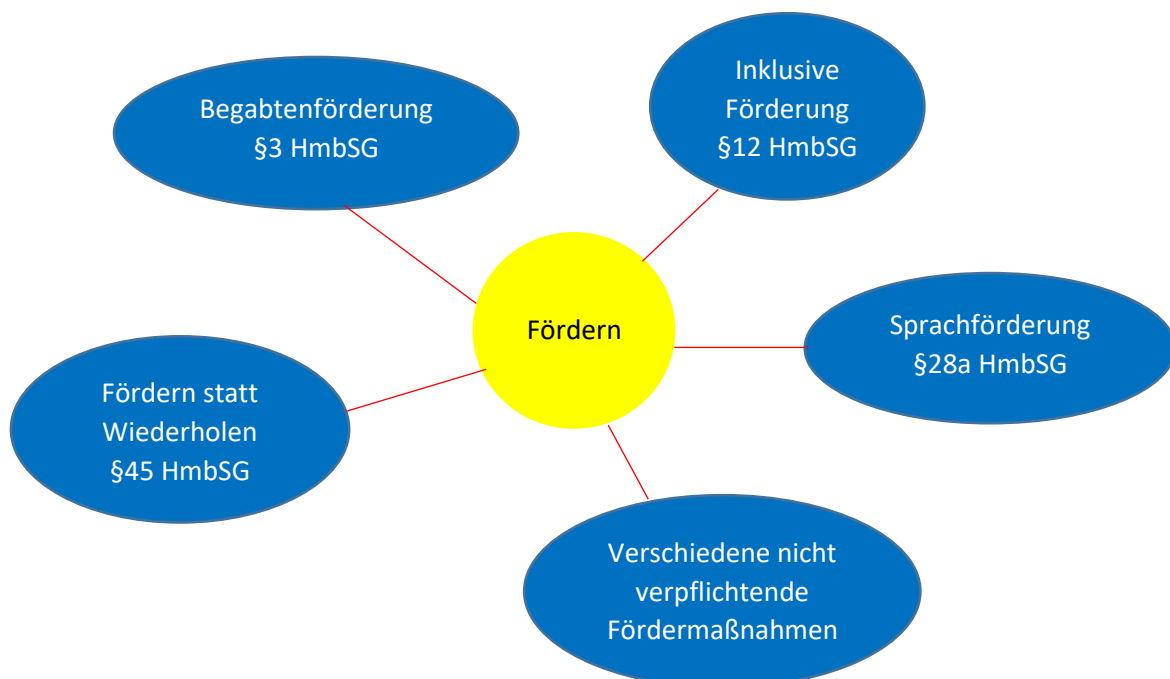 Begabtenförderung
§3 HmbSG
Inklusive
Förderung
§12 HmbSG
Fördern
Sprachförderung
§28a HmbSG
Fördern statt
Wiederholen
§45 HmbSG
Verschiedene nicht
verpflichtende
Fördermaßnahmen